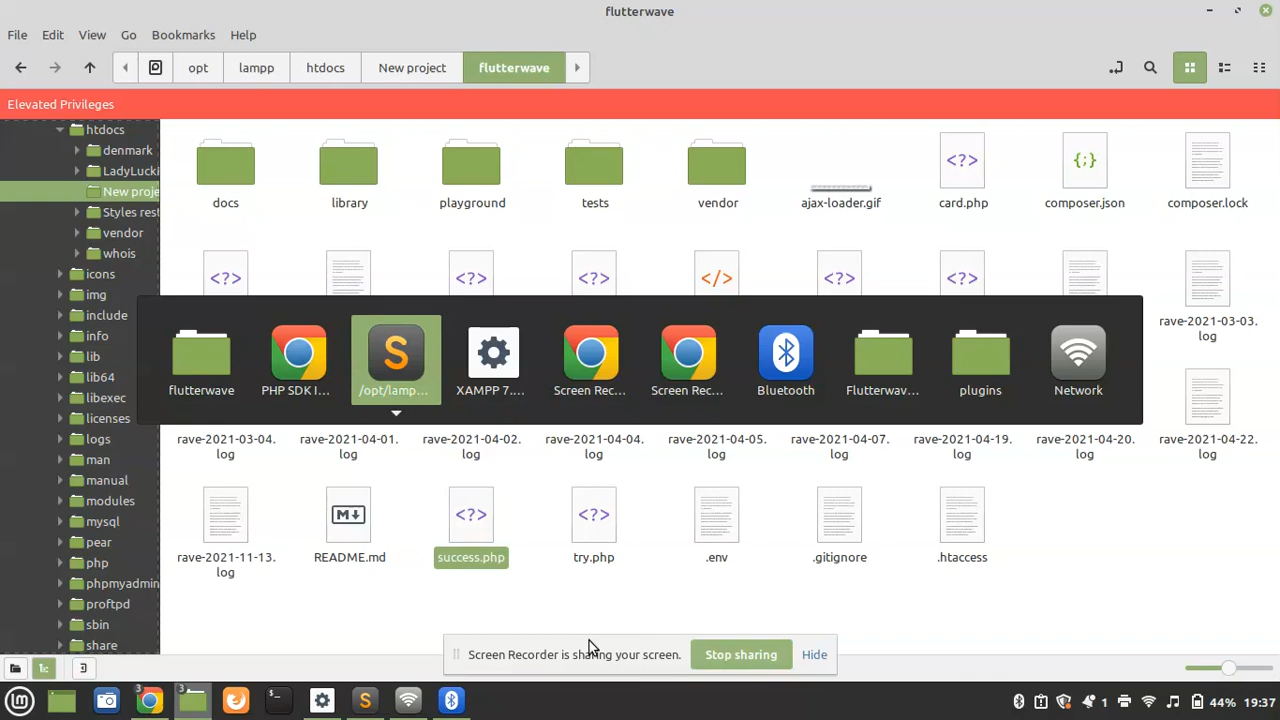 flutterwave
File Edit View Go Bookmarks Help
opt lampp htdocs New project flutterwave
Elevated Privileges
htdocs
denmark
LadyLucki
New proje
Styles rest
vendor
whois
icons
img
include
info
lib
lib64
libexec
licenses
logs
man
manual
modules
mysql
pear
php
phpmyadmin
proftpd
sbin
share
docs library playground tests vendor ajax-loader.gif card.php composer.json composer.lock
rave-2021-03-03.
log
flutterwave PHP SDK I... /opt/lamp... XAMPP 7.... Screen Rec... Screen Rec... Bluetooth Flutterwav... plugins Network
rave-2021-03-04. rave-2021-04-01. rave-2021-04-02. rave-2021-04-04. rave-2021-04-05. rave-2021-04-07. rave-2021-04-19. rave-2021-04-20. rave-2021-04-22.
log log log log log log log log log
rave-2021-11-13. README.md success.php try.php .env .gitignore .htaccess
log
Screen Recorder is sharing your screen. Stop sharing Hide
3 3 1 44% 19:37